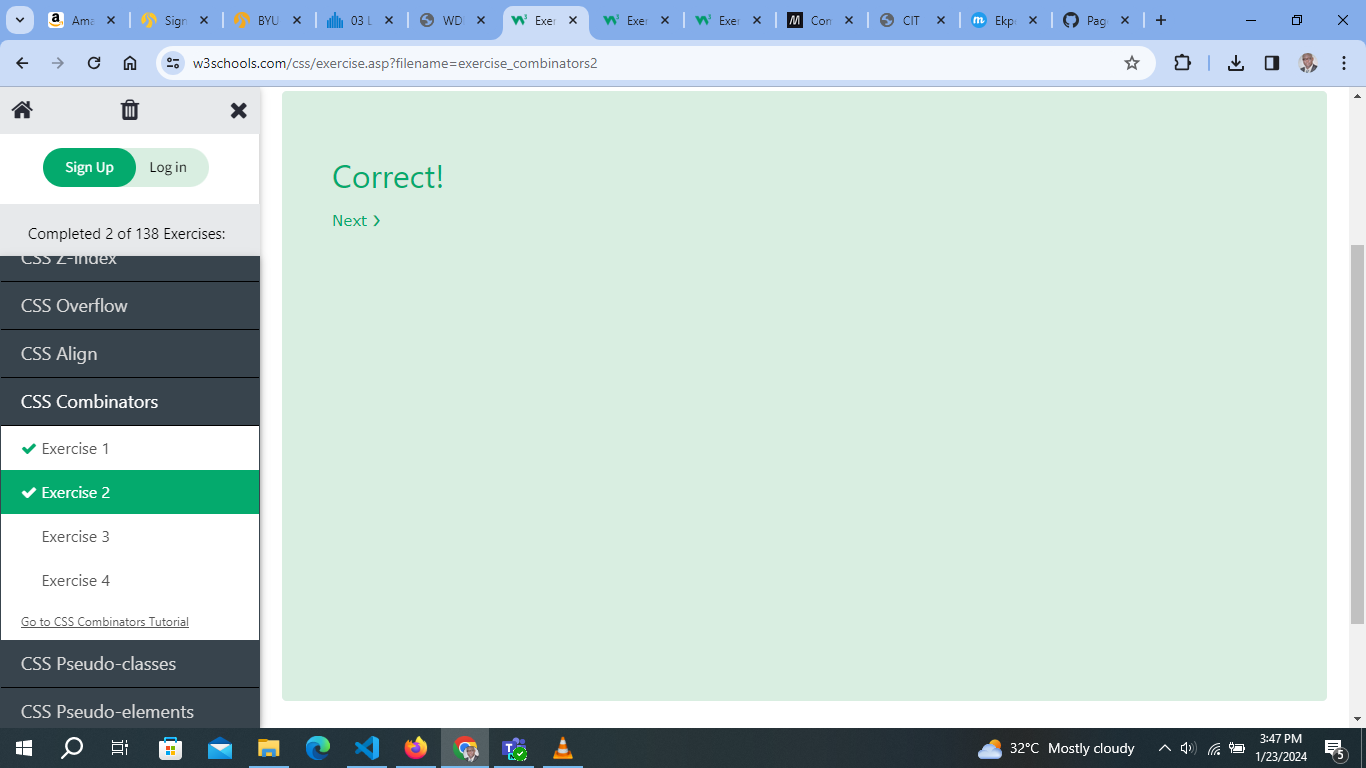 Ama
Sign
BYU
03 L
WD
Exer
Exer
Exer
Con
CIT
Ekp
Pag
w3schools.com/css/exercise.asp?filename=exercise_combinators2
Sign Up
Log in
Completed 2 of 138 Exercises:
CSS Z-index
CSS Overflow
CSS Align
CSS Combinators
Exercise 1
Exercise 2
Exercise 3
Exercise 4
Go to CSS Combinators Tutorial
CSS Pseudo-classes
CSS Pseudo-elements
Correct!
Next ❯
32°C Mostly cloudy
3:47 PM
1/23/2024
5